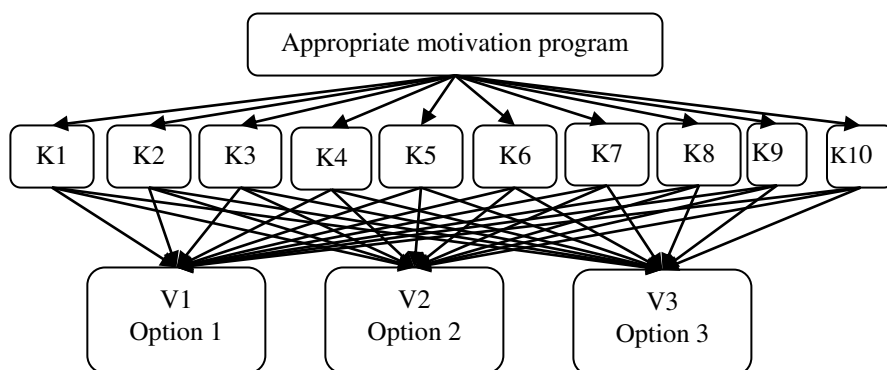 Appropriate motivation program
K1 K2 K3 K4 K5 K6 K7 K8 K9 K10
V1
Option 1
V2
Option 2
V3
Option 3